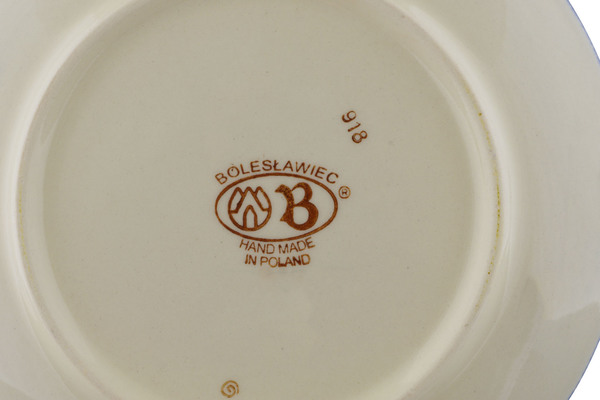 918
BOLESŁAWIEC
B ®
HAND MADE
IN POLAND